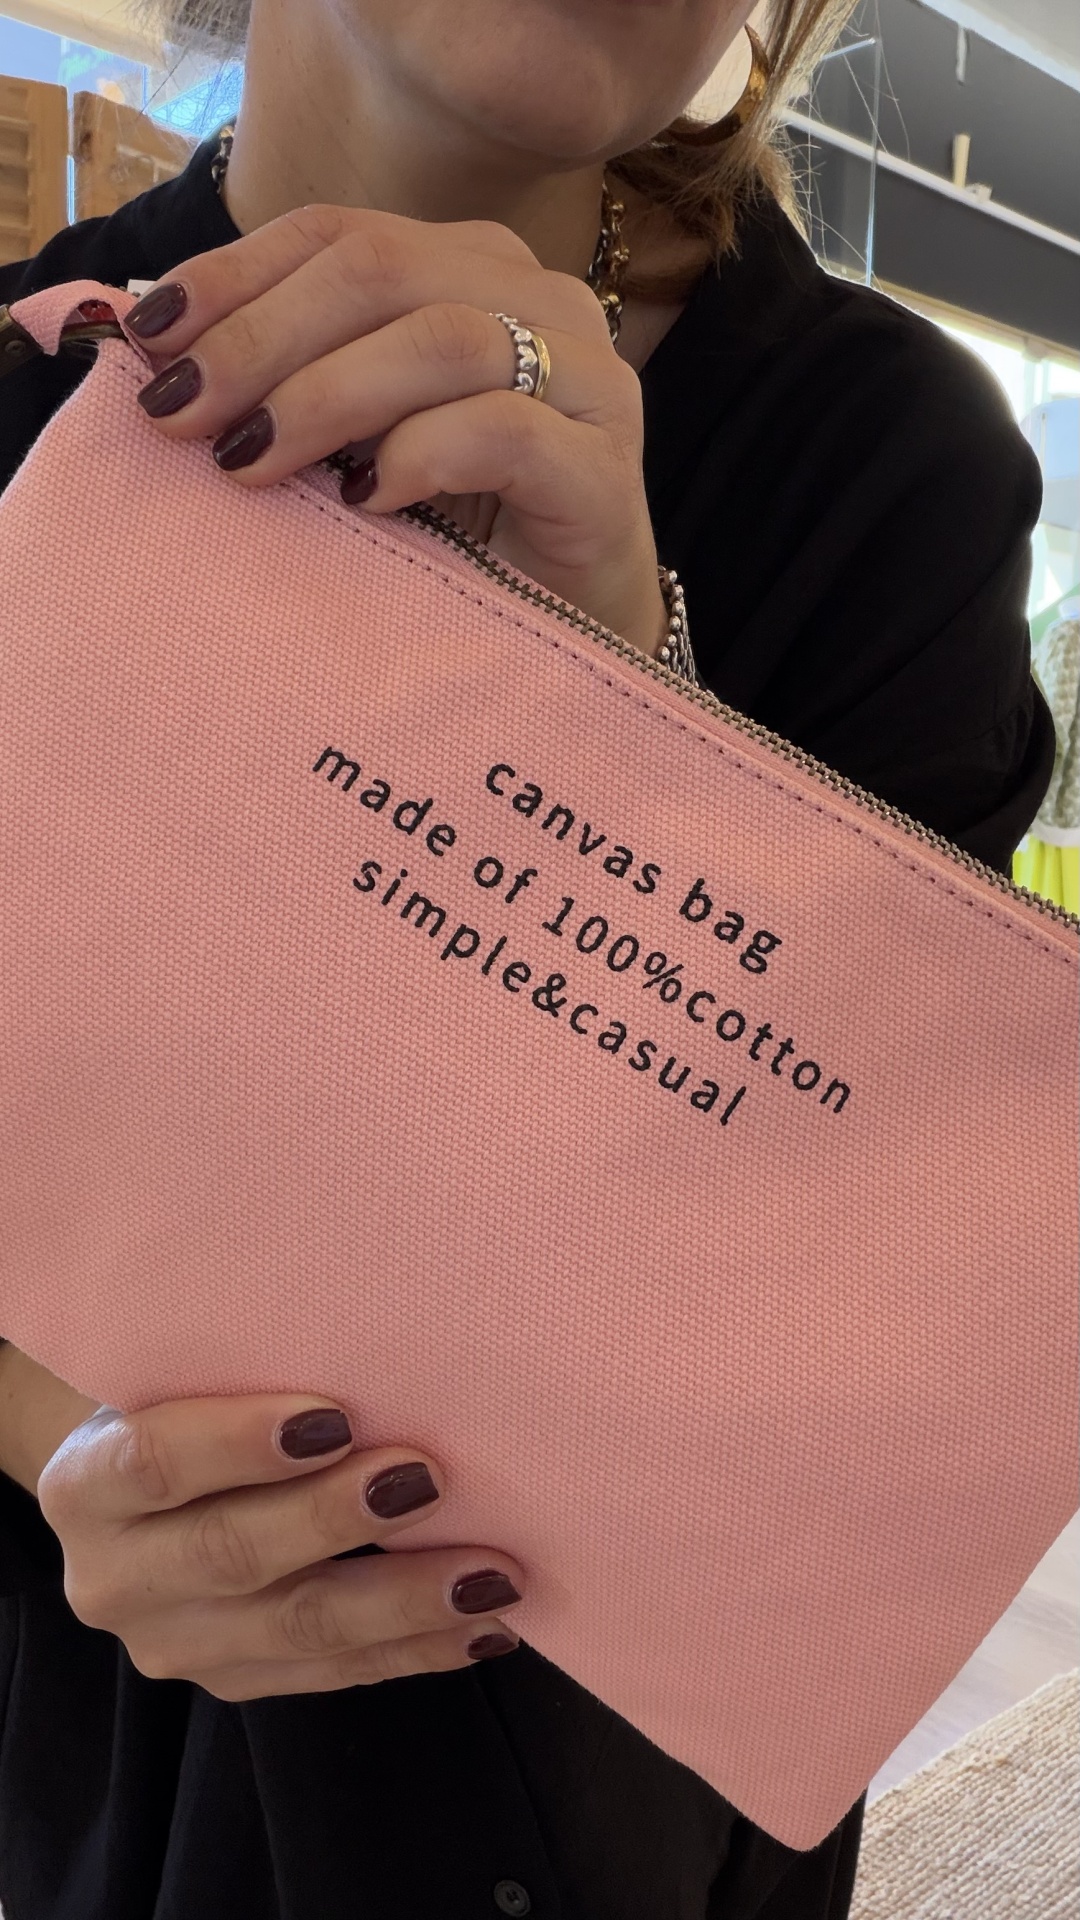 canvas bag
made of 100%cotton
simple&casual